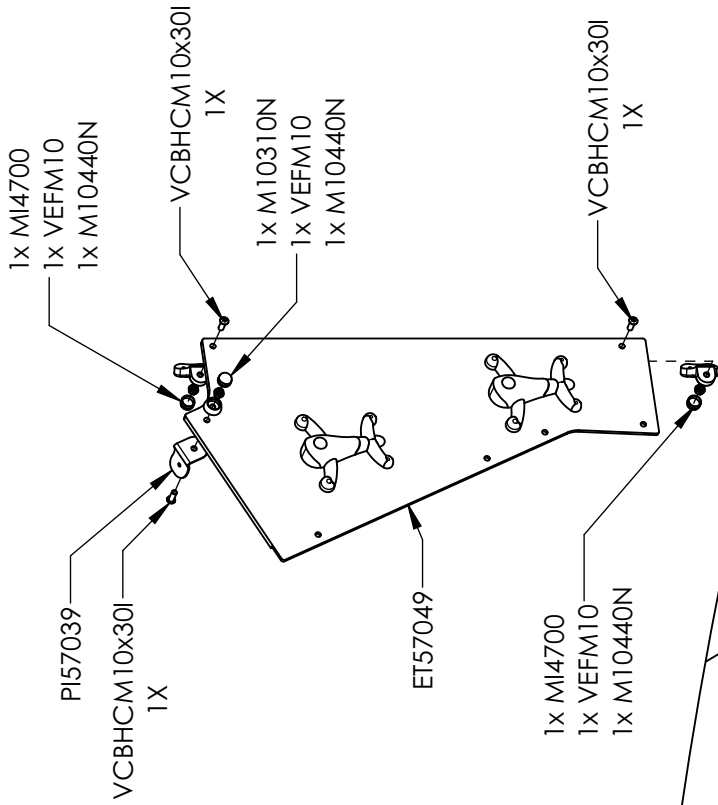 1x MI4700
1x VEFM10
1x M10440N
PI57039
VCBHCM10x30I
1X
VCBHCM10x30I
1X
1x M10310N
1x VEFM10
1x M10440N
ET57049
1x MI4700
1x VEFM10
1x M10440N
VCBHCM10x30I
1X